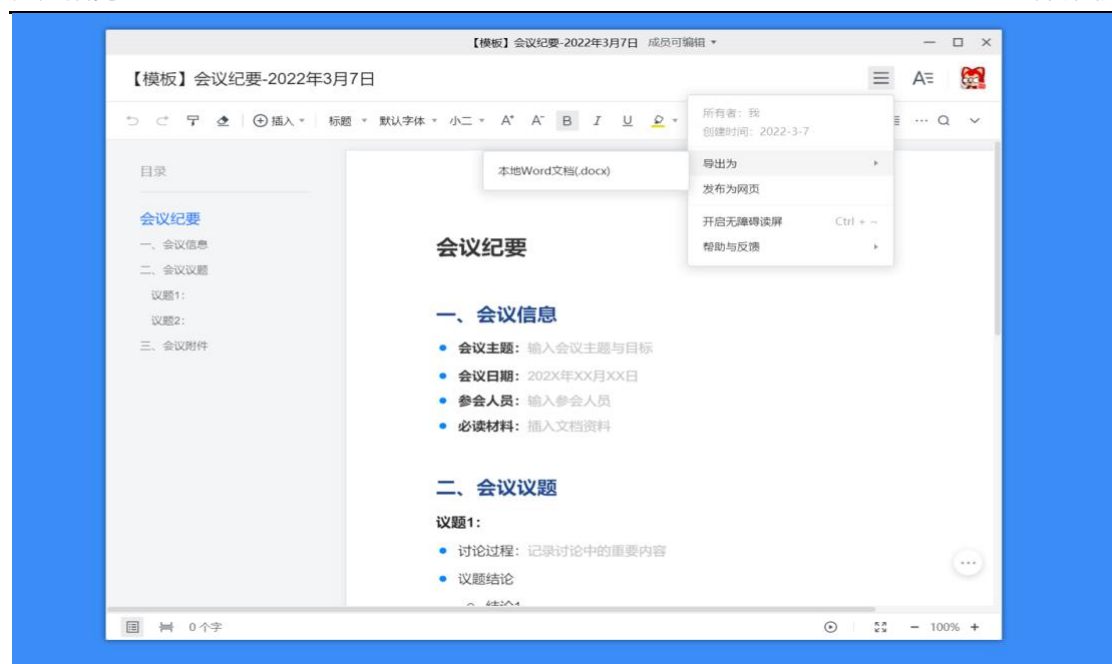 【模板】会议纪要-2022年3月7日 成员可编辑
【模板】会议纪要-2022年3月7日
插入 标题 默认字体 小二 A⁺ A⁻ B I U
所有者：我
创建时间：2022-3-7
导出为
本地Word文档(.docx)
发布为网页
开启无障碍读屏 Ctrl + ~
帮助与反馈
目录
会议纪要
一、会议信息
二、会议议题
议题1：
议题2：
三、会议附件
会议纪要
一、会议信息
会议主题：输入会议主题与目标
会议日期：202X年XX月XX日
参会人员：输入参会人员
必读材料：插入文档资料
二、会议议题
议题1：
讨论过程：记录讨论中的重要内容
议题结论
结论1
0个字
100%